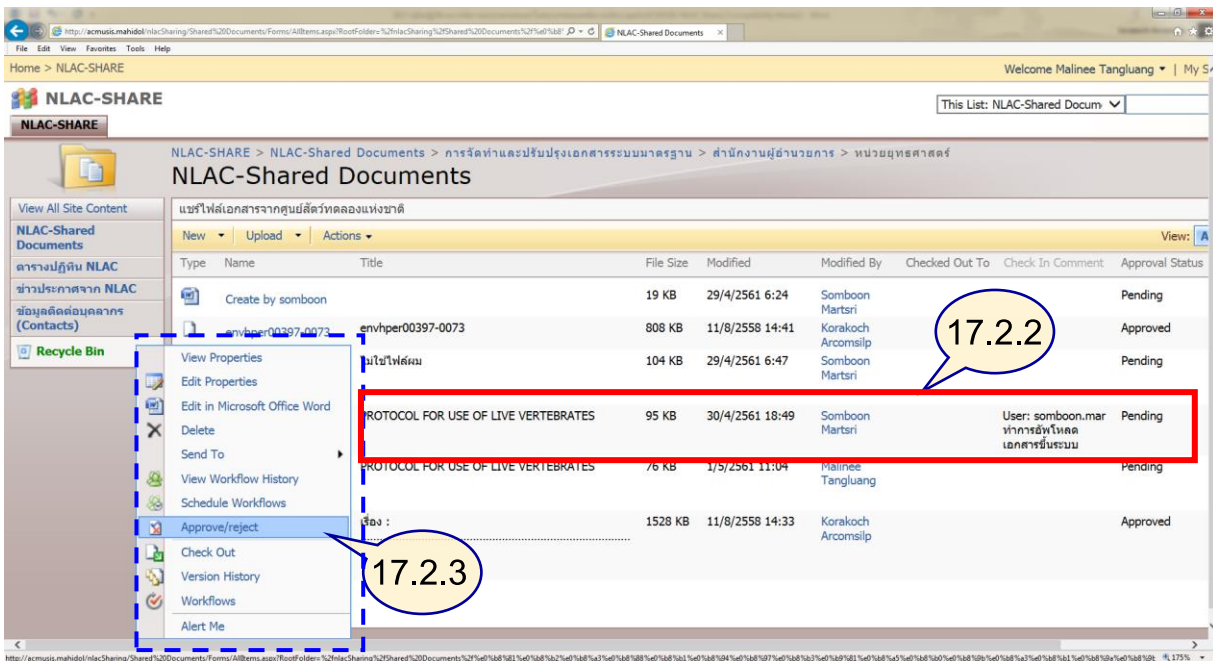 http://acmusis.mahidol/nlacSharing/Shared%20Documents/Forms/AllItems.aspx?RootFolder=%2fnlacSharing%2fShared%20Documents%2f%e0%b8
NLAC-Shared Documents
File Edit View Favorites Tools Help
Home > NLAC-SHARE
Welcome Malinee Tangluang
My S
NLAC-SHARE
This List: NLAC-Shared Docum
NLAC-SHARE
NLAC-SHARE > NLAC-Shared Documents > การจัดทำและปรับปรุงเอกสารระบบมาตรฐาน > สำนักงานผู้อำนวยการ > หน่วยยุทธศาสตร์
NLAC-Shared Documents
View All Site Content
แชร์ไฟล์เอกสารจากศูนย์สัตว์ทดลองแห่งชาติ
NLAC-Shared
Documents
ตารางปฏิทิน NLAC
ข่าวประกาศจาก NLAC
ข้อมูลติดต่อบุคลากร
(Contacts)
Recycle Bin
New Upload Actions
View: A
Type Name Title File Size Modified Modified By Checked Out To Check In Comment Approval Status
Create by somboon 19 KB 29/4/2561 6:24 Somboon Pending
Martsri
envhper00397-0073 envhper00397-0073 808 KB 11/8/2558 14:41 Korakoch Approved
Arcomsilp
17.2.2
ไม่ใช่ไฟล์ผม 104 KB 29/4/2561 6:47 Somboon Pending
Martsri
PROTOCOL FOR USE OF LIVE VERTEBRATES 95 KB 30/4/2561 18:49 Somboon User: somboon.mar Pending
Martsri ทำการอัพโหลด
เอกสารขึ้นระบบ
PROTOCOL FOR USE OF LIVE VERTEBRATES 76 KB 1/5/2561 11:04 Malinee Pending
Tangluang
เรื่อง : 1528 KB 11/8/2558 14:33 Korakoch Approved
Arcomsilp
View Properties
Edit Properties
Edit in Microsoft Office Word
Delete
Send To
View Workflow History
Schedule Workflows
Approve/reject
Check Out
Version History
Workflows
Alert Me
17.2.3
175%